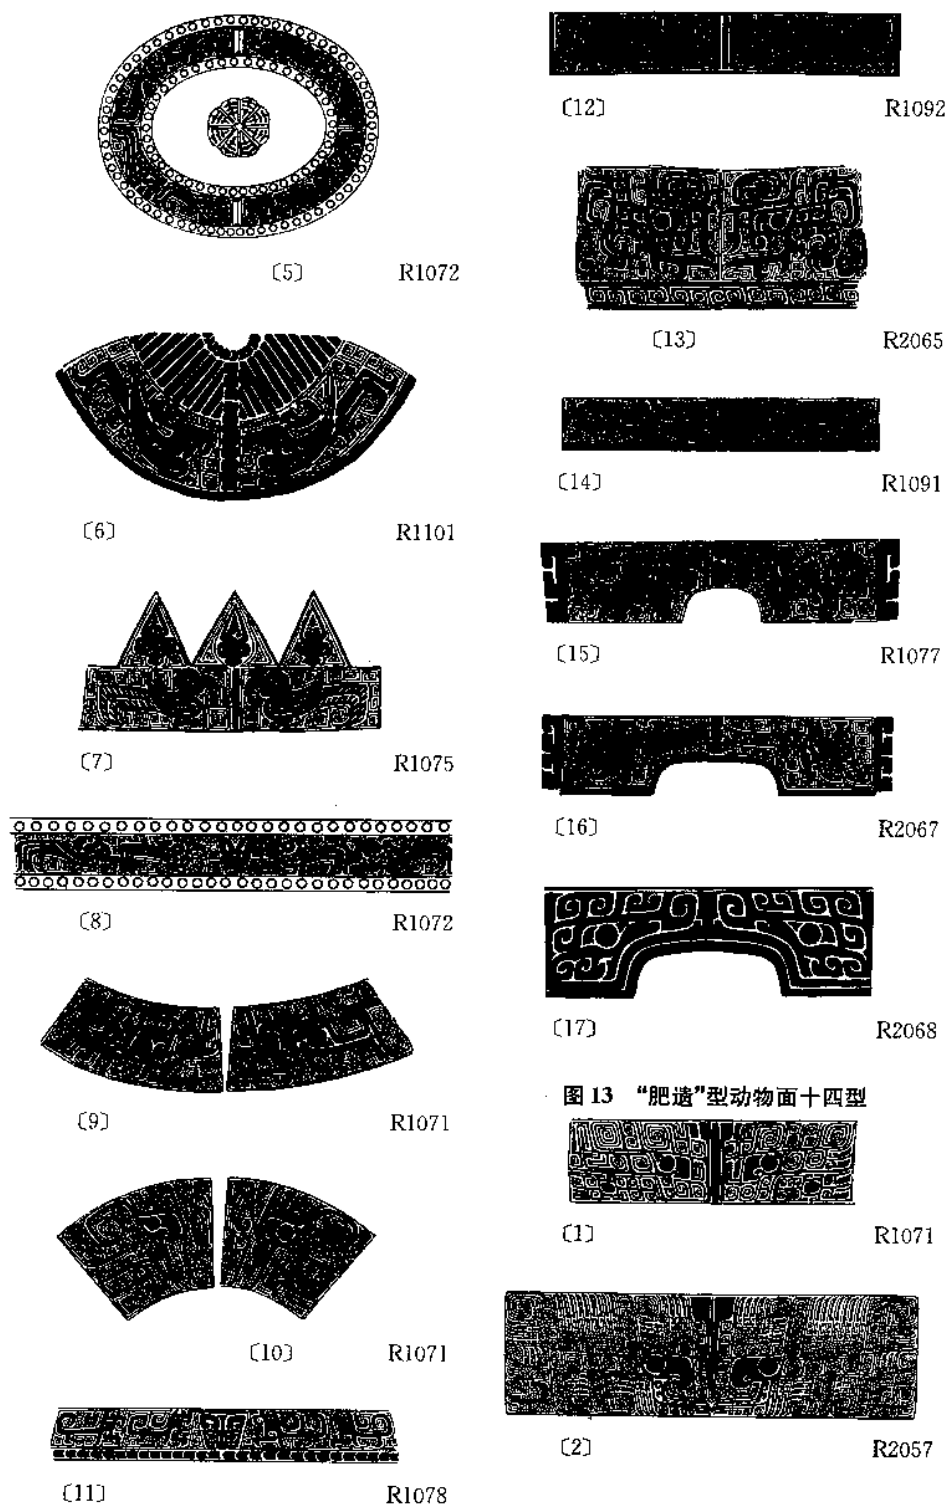 〔5〕 R1072
〔6〕 R1101
〔7〕 R1075
〔8〕 R1072
〔9〕 R1071
〔10〕 R1071
〔11〕 R1078
〔12〕 R1092
〔13〕 R2065
〔14〕 R1091
〔15〕 R1077
〔16〕 R2067
〔17〕 R2068
图 13 “肥遗”型动物面十四型
〔1〕 R1071
〔2〕 R2057